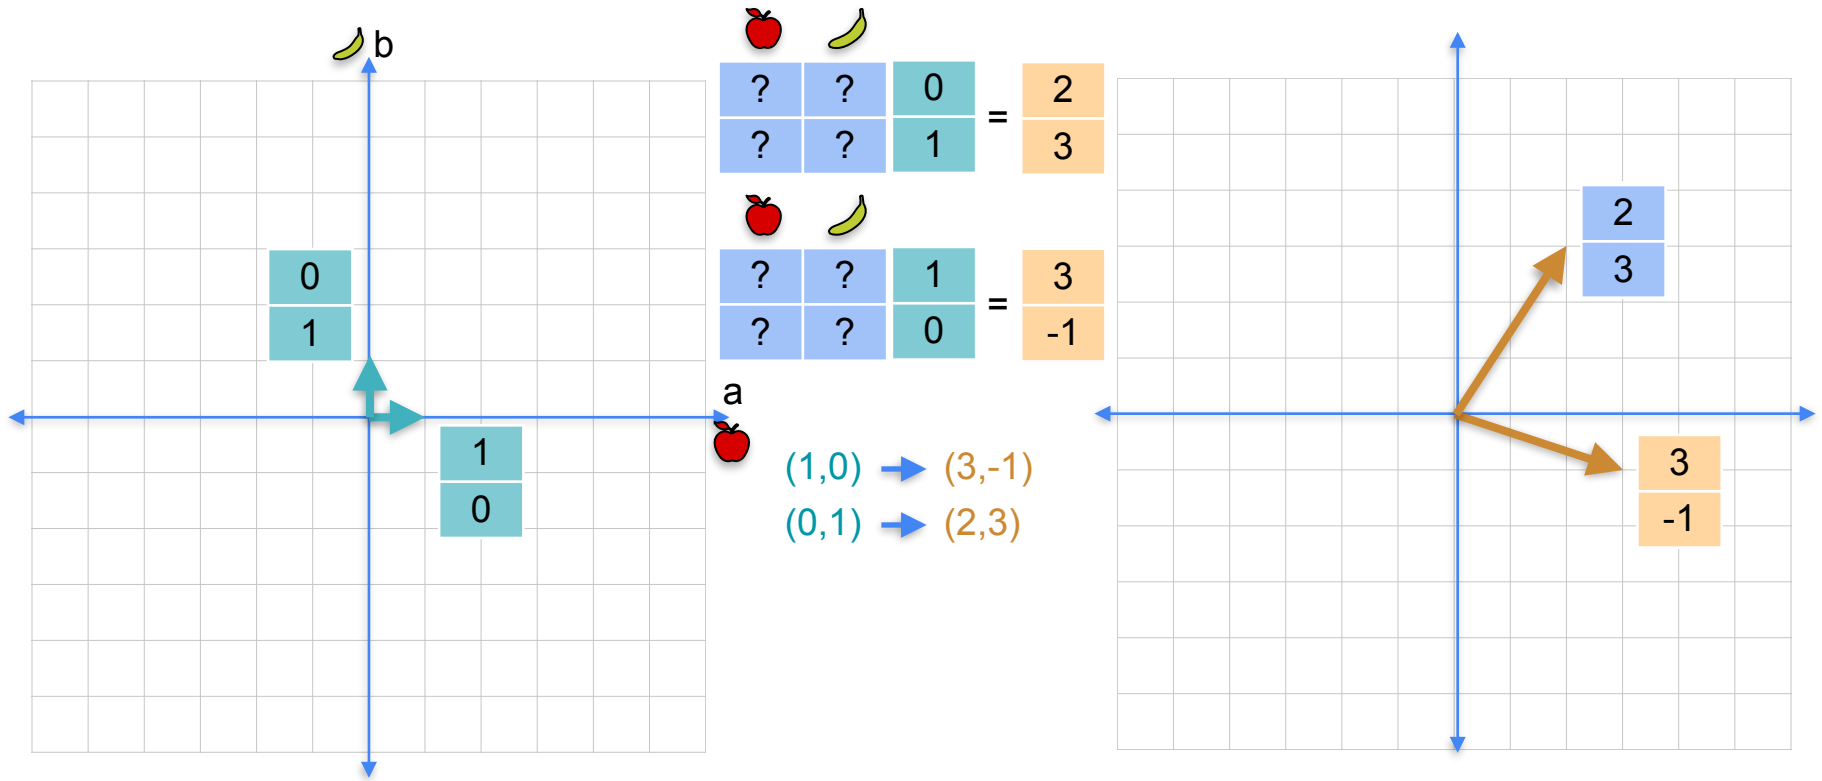 b
? ? 0 = 2
? ? 1 3
0
1
? ? 1 = 3
? ? 0 -1
2
3
a
1
0
(1,0) (3,-1)
(0,1) (2,3)
3
-1